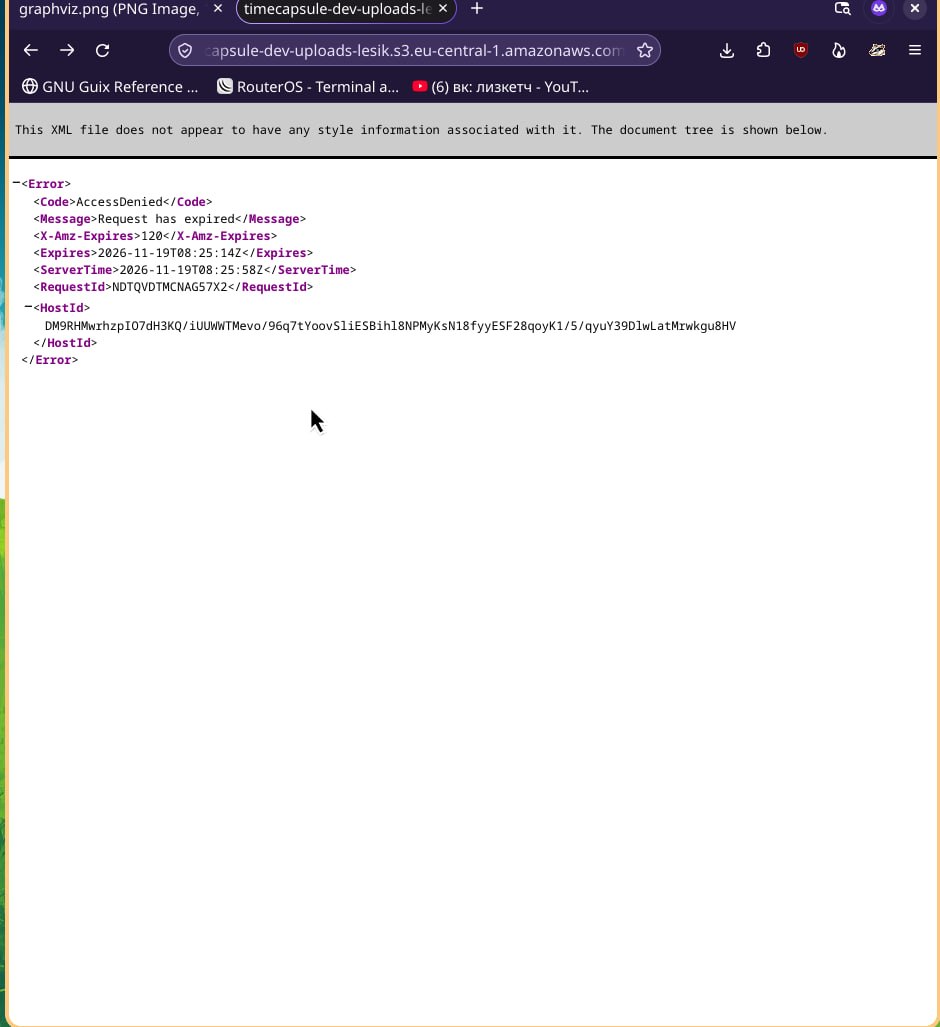 graphviz.png (PNG Image,
timecapsule-dev-uploads-le
capsule-dev-uploads-lesik.s3.eu-central-1.amazonaws.com
GNU Guix Reference ...
RouterOS - Terminal a...
(6) вк: лизкетч - YouT...
This XML file does not appear to have any style information associated with it. The document tree is shown below.
−<Error>
<Code>AccessDenied</Code>
<Message>Request has expired</Message>
<X-Amz-Expires>120</X-Amz-Expires>
<Expires>2026-11-19T08:25:14Z</Expires>
<ServerTime>2026-11-19T08:25:58Z</ServerTime>
<RequestId>NDTQVDTMCNAG57X2</RequestId>
−<HostId>
DM9RHMwrhzpIO7dH3KQ/iUUWWTMevo/96q7tYoovSliESBihl8NPMyKsN18fyyESF28qoyK1/5/qyuY39DlwLatMrwkgu8HV
</HostId>
</Error>